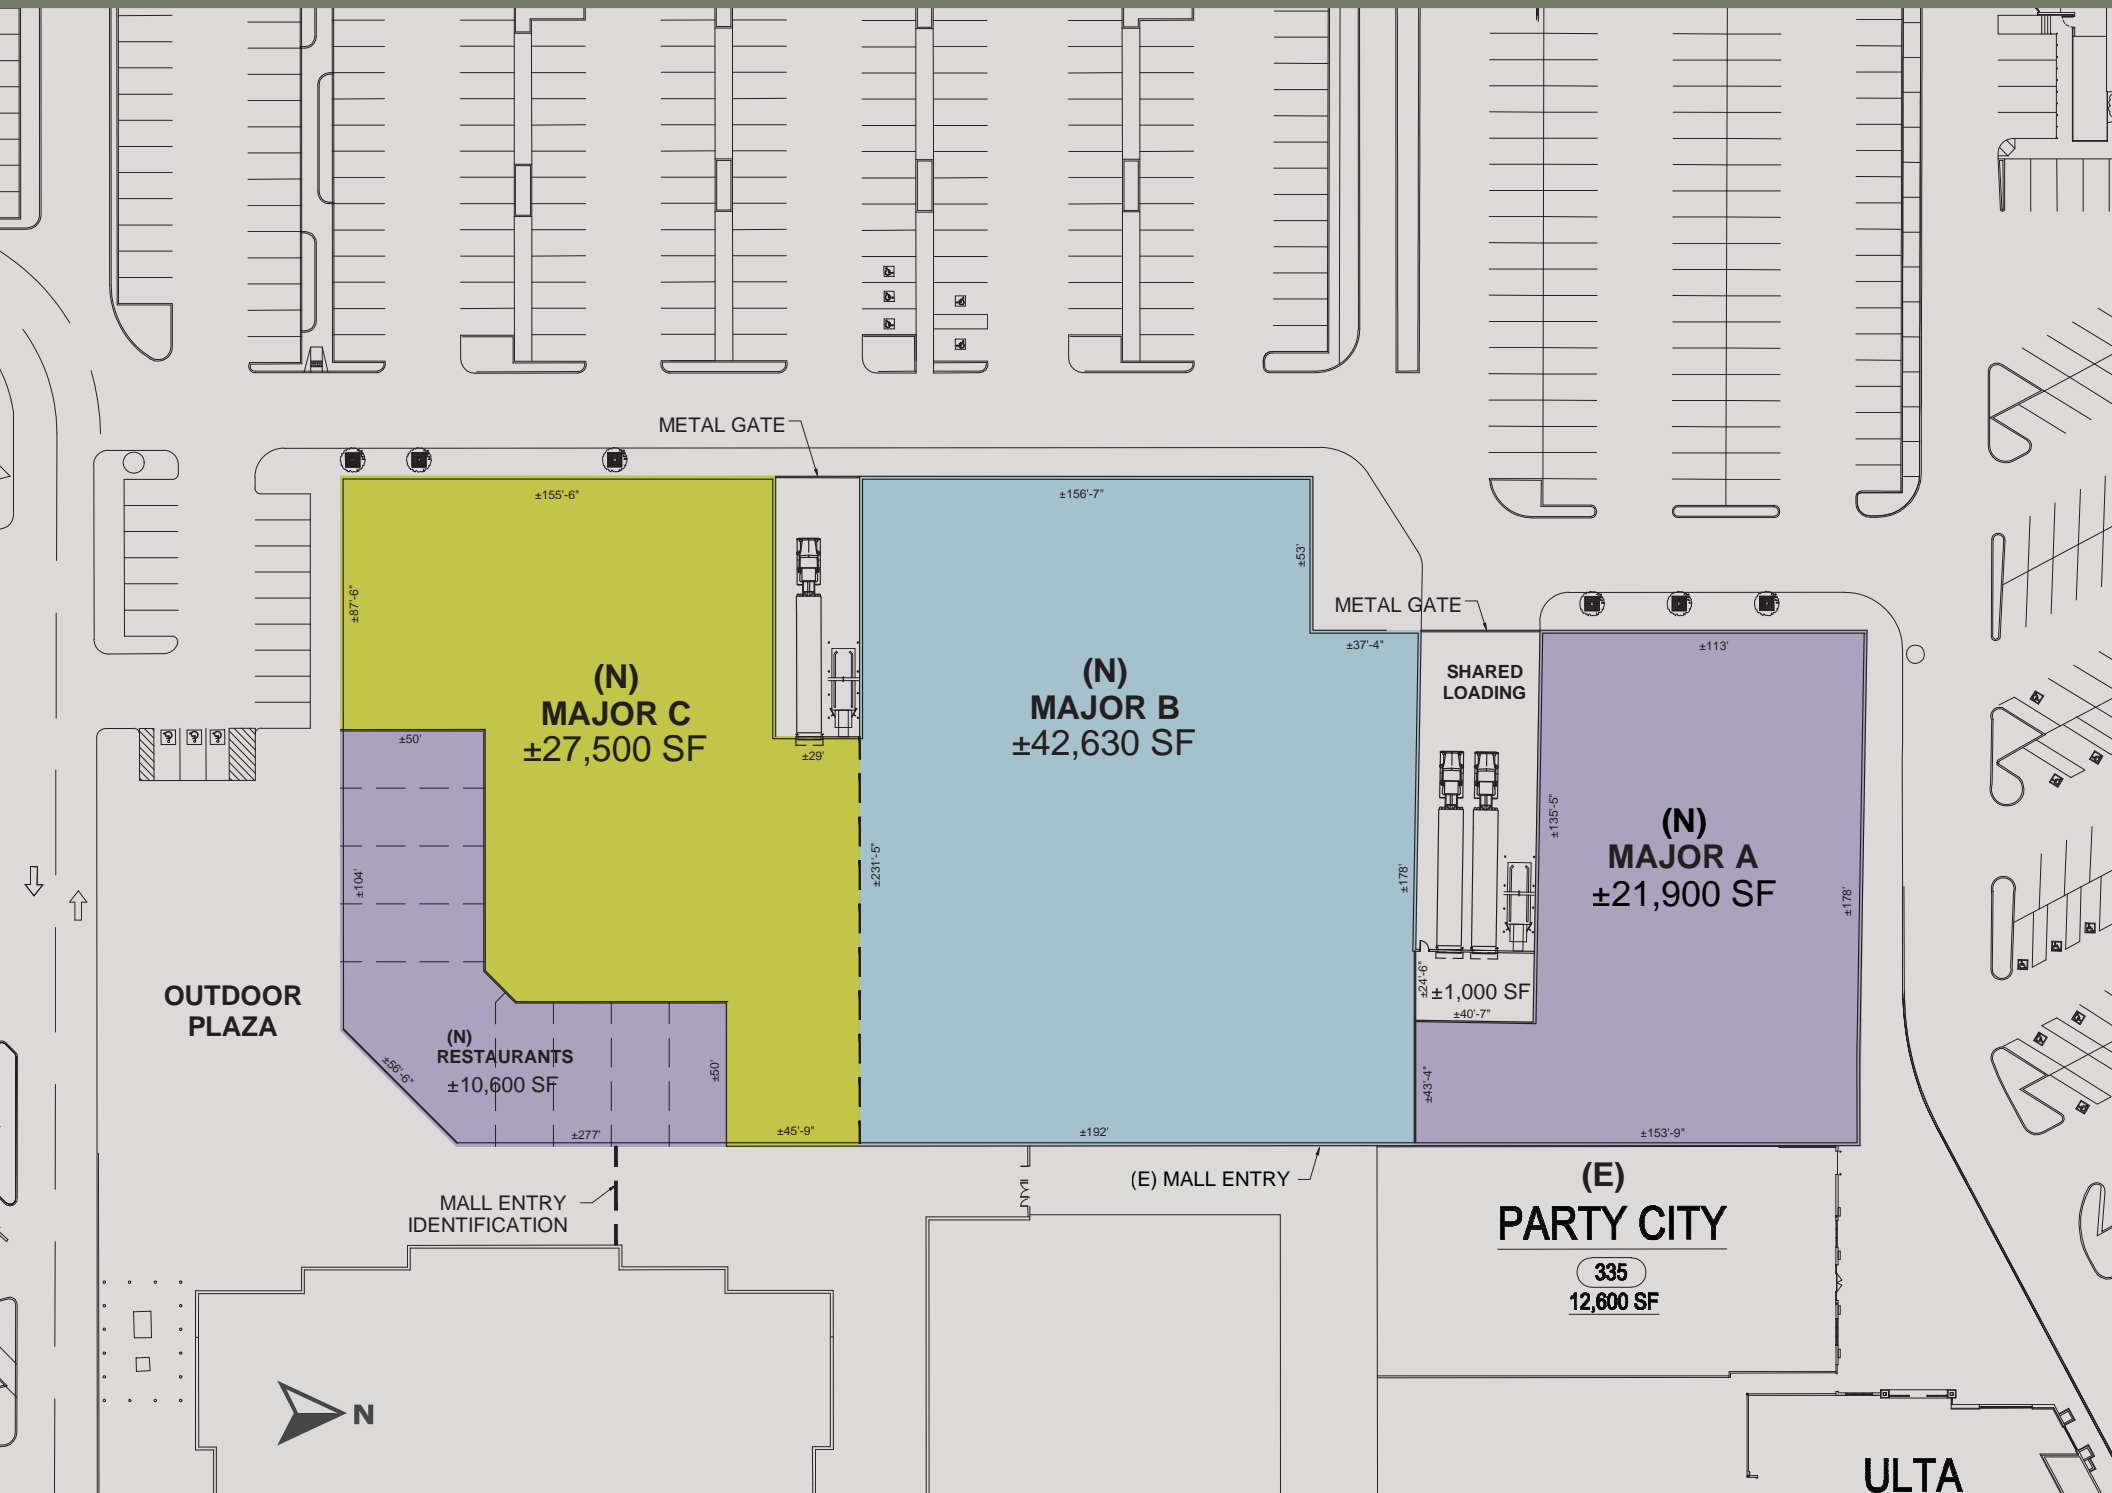 METAL GATE
±155'-6"
±156'-7"
±53'
±87'-6"
METAL GATE
±37'-4"
±113'
(N)
MAJOR C
±27,500 SF
(N)
MAJOR B
±42,630 SF
SHARED
LOADING
±50'
±29'
±135'-5"
(N)
MAJOR A
±21,900 SF
±104'
±231'-5"
±178'
±178'
OUTDOOR
PLAZA
±24'-6"
±1,000 SF
±40'-7"
(N)
RESTAURANTS
±10,600 SF
±56'-6"
±50'
±43'-4"
±277'
±45'-9"
±192'
±153'-9"
MALL ENTRY
IDENTIFICATION
(E) MALL ENTRY
(E)
PARTY CITY
335
12,600 SF
N
ULTA